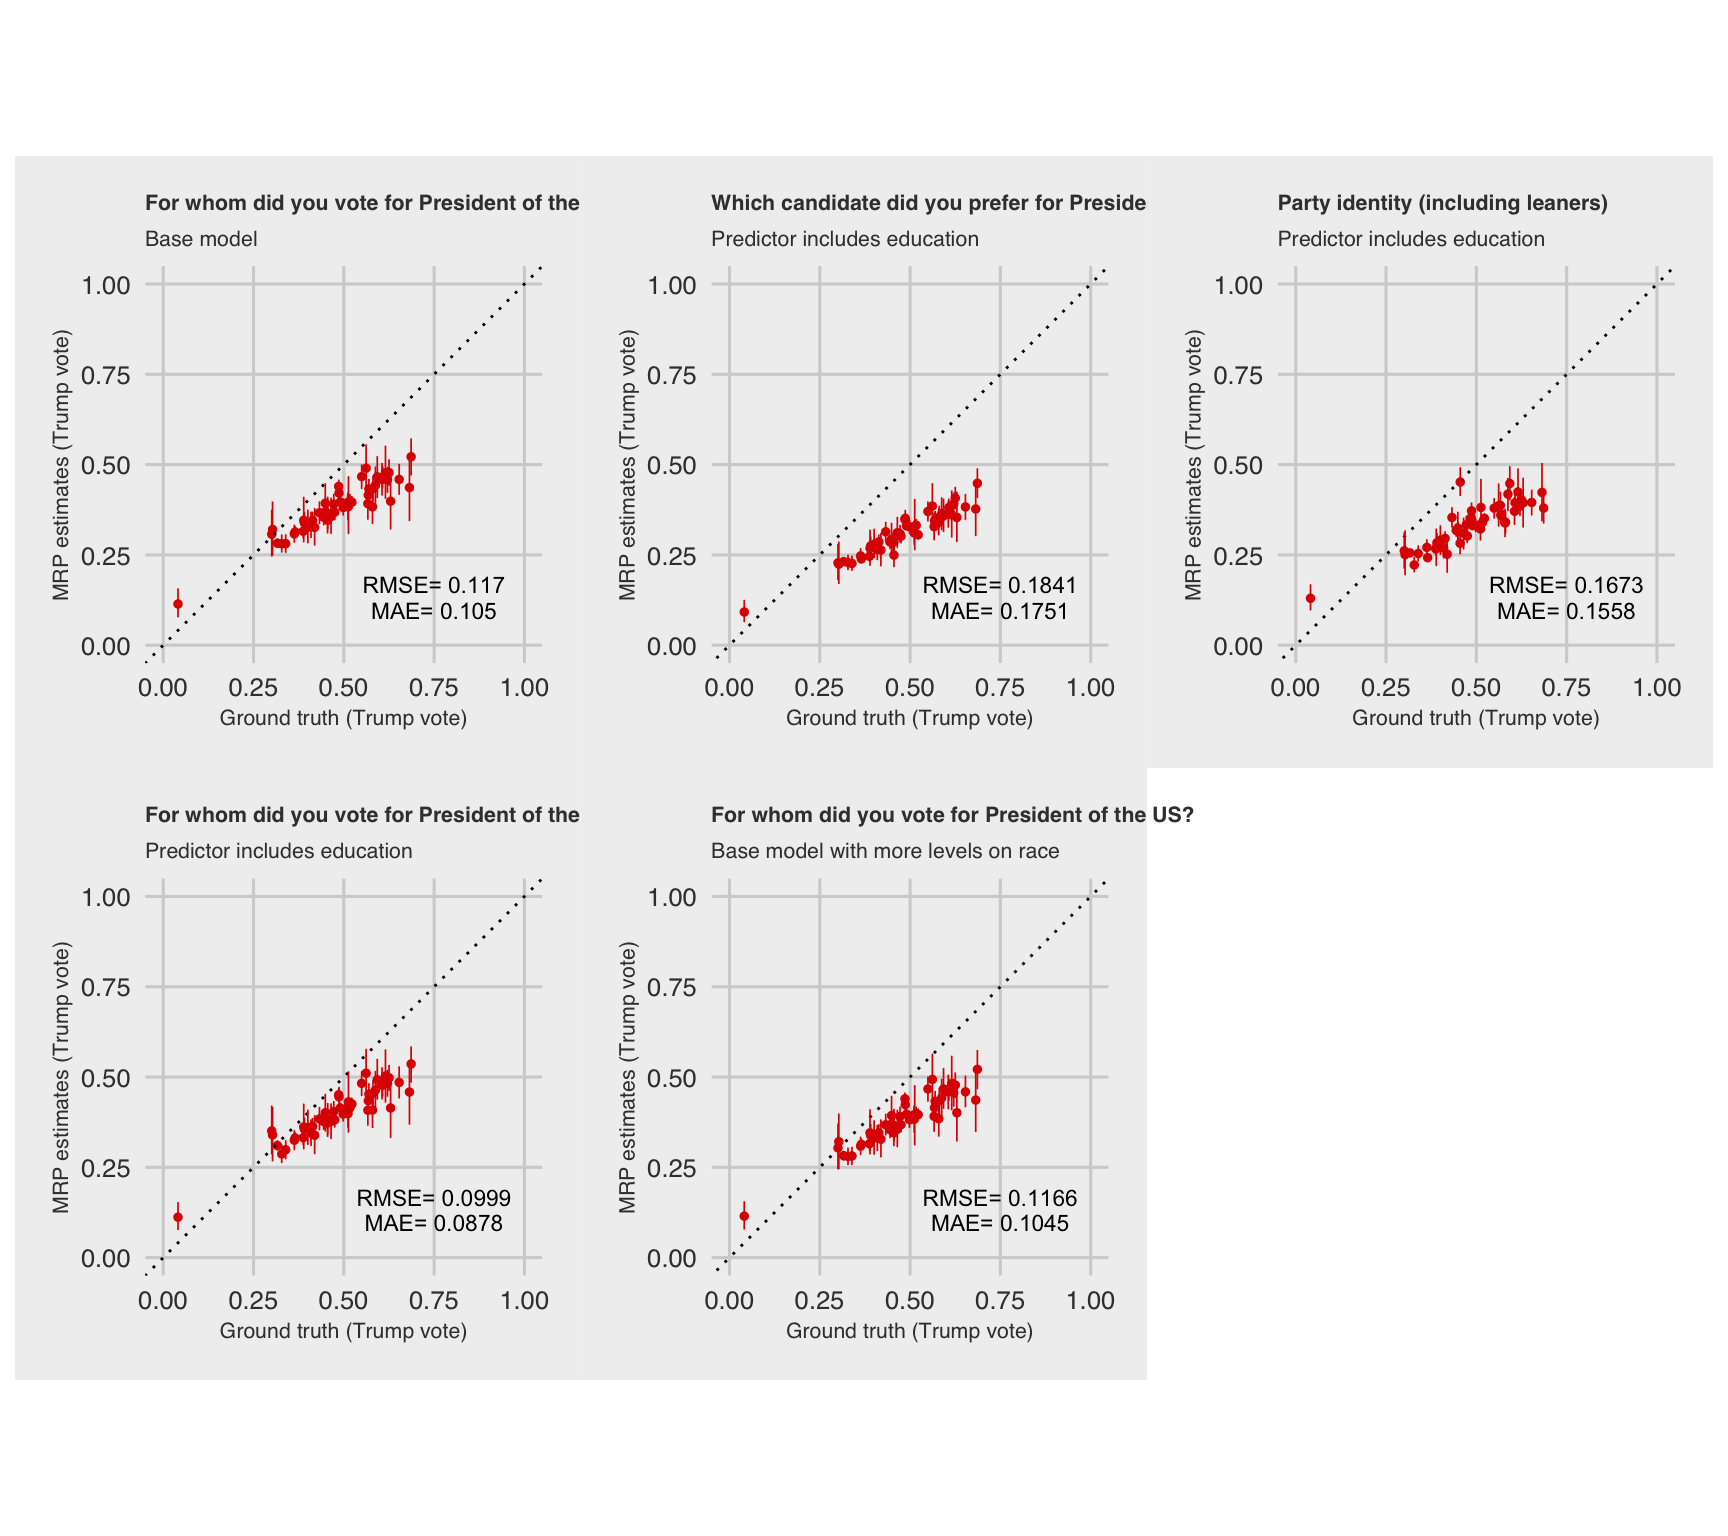 For whom did you vote for President of the
Base model
1.00
0.75
0.50
0.25
0.00
MRP estimates (Trump vote)
RMSE= 0.117
MAE= 0.105
0.00 0.25 0.50 0.75 1.00
Ground truth (Trump vote)
Which candidate did you prefer for Preside
Predictor includes education
1.00
0.75
0.50
0.25
0.00
MRP estimates (Trump vote)
RMSE= 0.1841
MAE= 0.1751
0.00 0.25 0.50 0.75 1.00
Ground truth (Trump vote)
Party identity (including leaners)
Predictor includes education
1.00
0.75
0.50
0.25
0.00
MRP estimates (Trump vote)
RMSE= 0.1673
MAE= 0.1558
0.00 0.25 0.50 0.75 1.00
Ground truth (Trump vote)
For whom did you vote for President of the
Predictor includes education
1.00
0.75
0.50
0.25
0.00
MRP estimates (Trump vote)
RMSE= 0.0999
MAE= 0.0878
0.00 0.25 0.50 0.75 1.00
Ground truth (Trump vote)
For whom did you vote for President of the US?
Base model with more levels on race
1.00
0.75
0.50
0.25
0.00
MRP estimates (Trump vote)
RMSE= 0.1166
MAE= 0.1045
0.00 0.25 0.50 0.75 1.00
Ground truth (Trump vote)